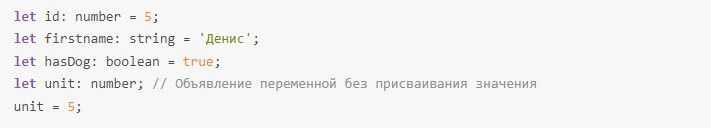 let id: number = 5;
let firstname: string = 'Денис';
let hasDog: boolean = true;
let unit: number; // Объявление переменной без присваивания значения
unit = 5;